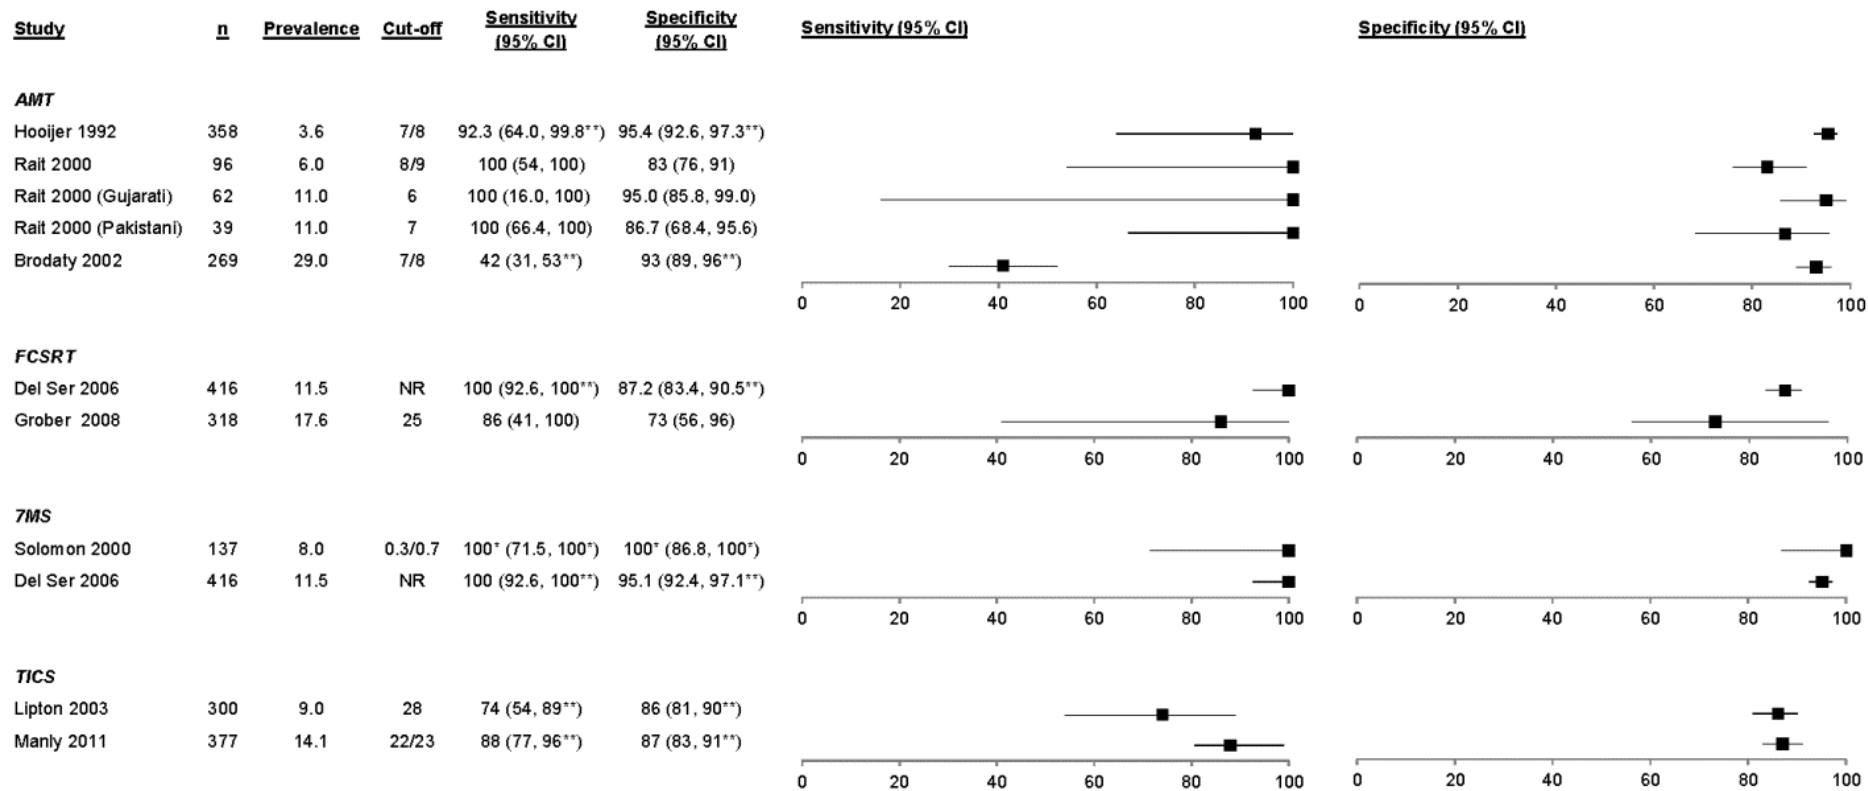 Study n Prevalence Cut-off Sensitivity (95% CI) Specificity (95% CI) Sensitivity (95% CI) Specificity (95% CI)
AMT
Hooijer 1992 358 3.6 7/8 92.3 (64.0, 99.8**) 95.4 (92.6, 97.3**)
Rait 2000 96 6.0 8/9 100 (54, 100) 83 (76, 91)
Rait 2000 (Gujarati) 62 11.0 6 100 (16.0, 100) 95.0 (85.8, 99.0)
Rait 2000 (Pakistani) 39 11.0 7 100 (66.4, 100) 86.7 (68.4, 95.6)
Brodaty 2002 269 29.0 7/8 42 (31, 53**) 93 (89, 96**)
0 20 40 60 80 100 0 20 40 60 80 100
FCSRT
Del Ser 2006 416 11.5 NR 100 (92.6, 100**) 87.2 (83.4, 90.5**)
Grober 2008 318 17.6 25 86 (41, 100) 73 (56, 96)
0 20 40 60 80 100 0 20 40 60 80 100
7MS
Solomon 2000 137 8.0 0.3/0.7 100* (71.5, 100*) 100* (86.8, 100*)
Del Ser 2006 416 11.5 NR 100 (92.6, 100**) 95.1 (92.4, 97.1**)
0 20 40 60 80 100 0 20 40 60 80 100
TICS
Lipton 2003 300 9.0 28 74 (54, 89**) 86 (81, 90**)
Manly 2011 377 14.1 22/23 88 (77, 96**) 87 (83, 91**)
0 20 40 60 80 100 0 20 40 60 80 100